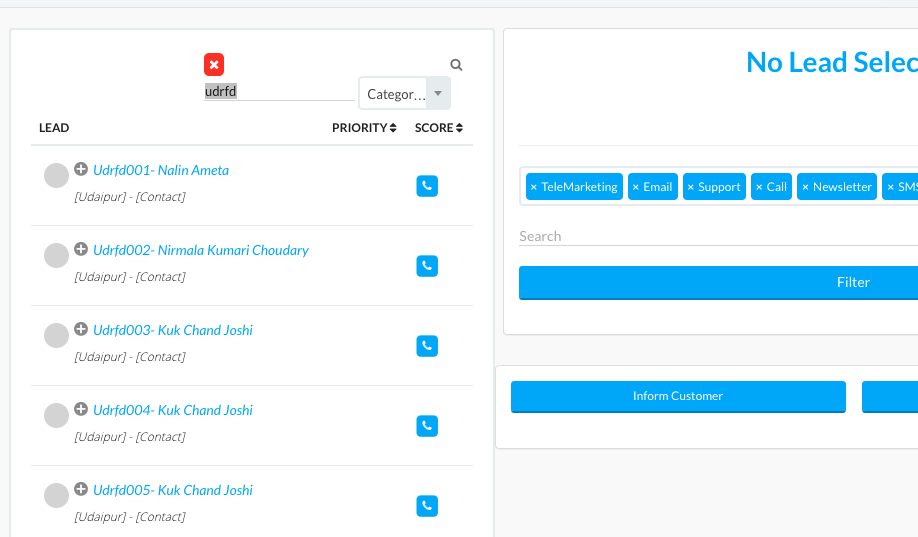 udrfd
Categor...
LEAD PRIORITY SCORE
Udrfd001- Nalin Ameta
[Udaipur] - [Contact]
Udrfd002- Nirmala Kumari Choudary
[Udaipur] - [Contact]
Udrfd003- Kuk Chand Joshi
[Udaipur] - [Contact]
Udrfd004- Kuk Chand Joshi
[Udaipur] - [Contact]
Udrfd005- Kuk Chand Joshi
[Udaipur] - [Contact]
No Lead Selec
× TeleMarketing × Email × Support × Call × Newsletter × SMS
Search
Filter
Inform Customer